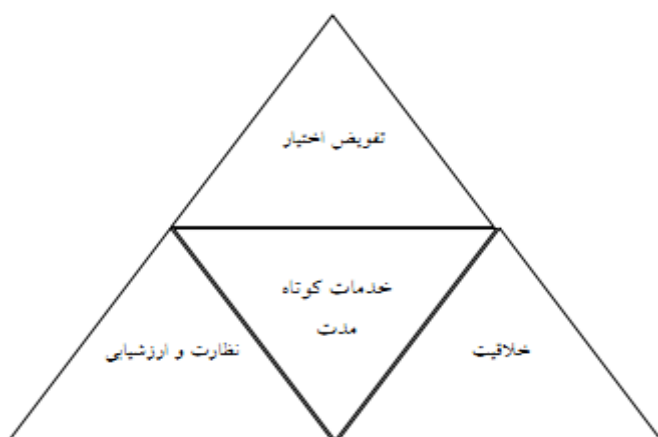 تفویض اختیار
خدمات کوتاه
مدت
نظارت و ارزشیابی
خلاقیت